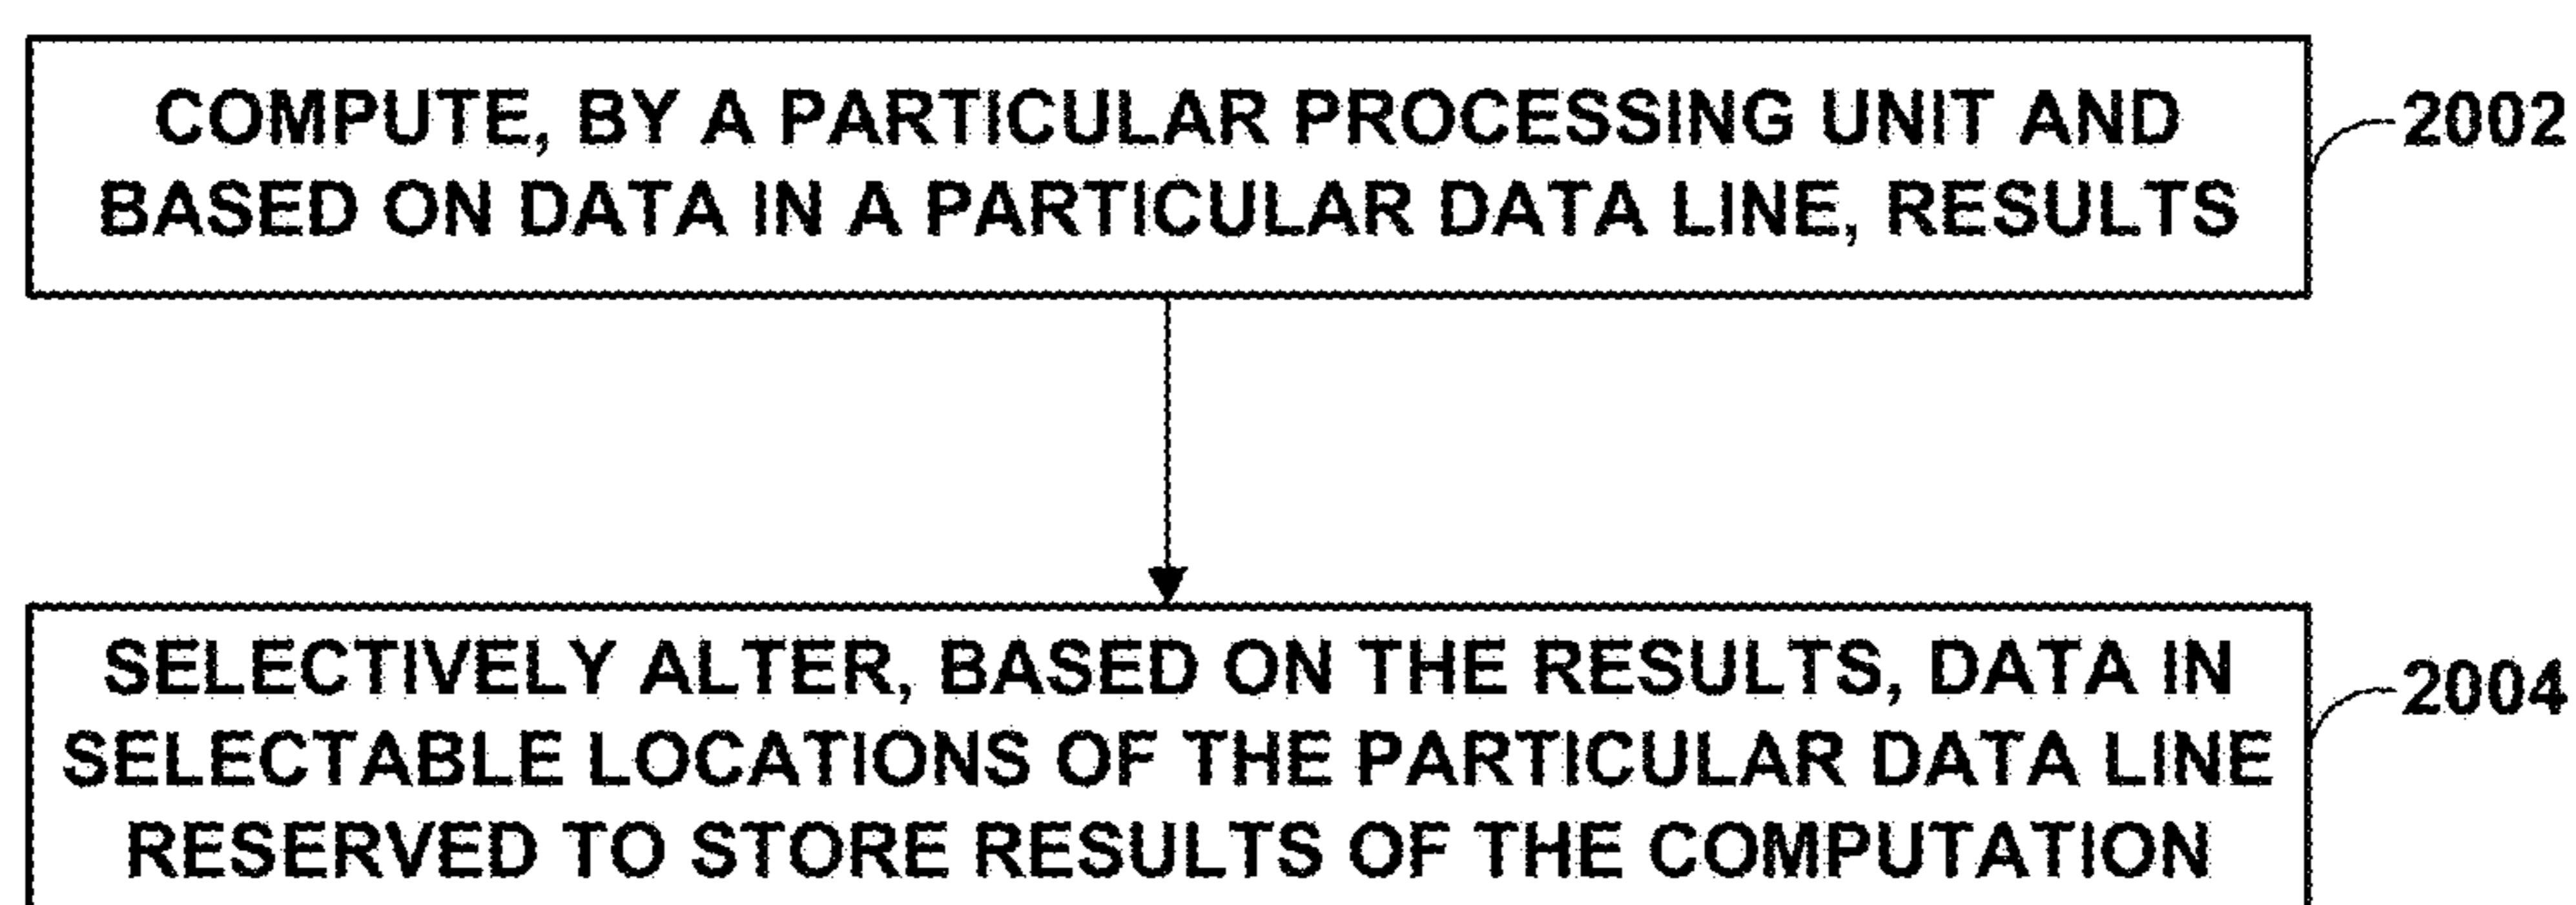 COMPUTE, BY A PARTICULAR PROCESSING UNIT AND
BASED ON DATA IN A PARTICULAR DATA LINE, RESULTS
2002
SELECTIVELY ALTER, BASED ON THE RESULTS, DATA IN
SELECTABLE LOCATIONS OF THE PARTICULAR DATA LINE
RESERVED TO STORE RESULTS OF THE COMPUTATION
2004